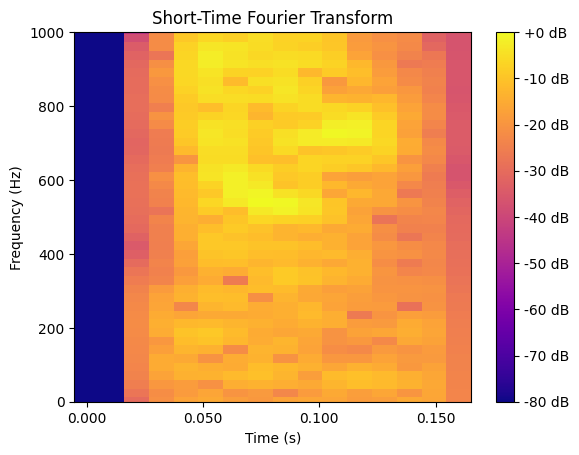 Short-Time Fourier Transform
1000
800
600
400
200
0
Frequency (Hz)
0.000
0.050
0.100
0.150
Time (s)
+0 dB
-10 dB
-20 dB
-30 dB
-40 dB
-50 dB
-60 dB
-70 dB
-80 dB